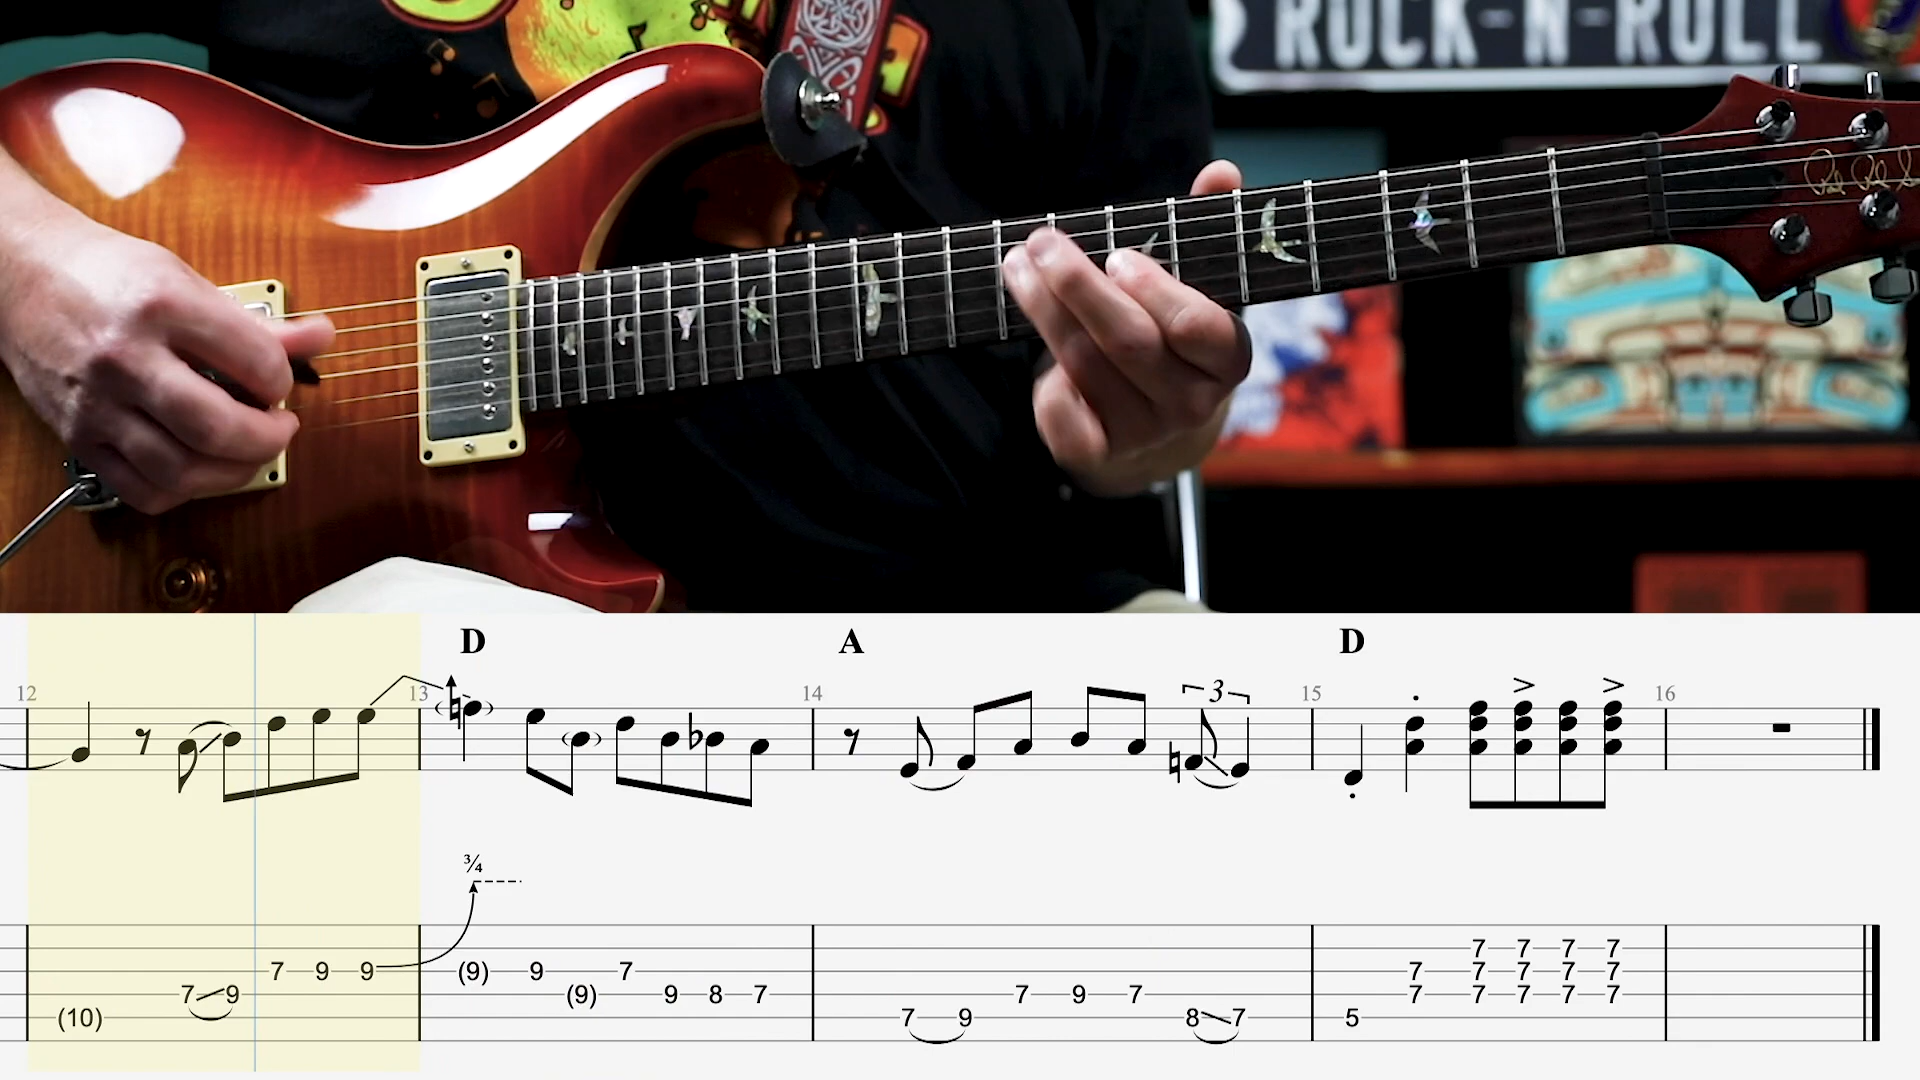 ROCK-N-ROLL
D A D
12 13 14 15 16
3
¾
7 7 7 7
7 9 9 (9) 9 7 7 7 7 7 7
7 9 (9) 9 8 7 7 9 7 7 7 7 7 7
(10) 7 9 8 7 5